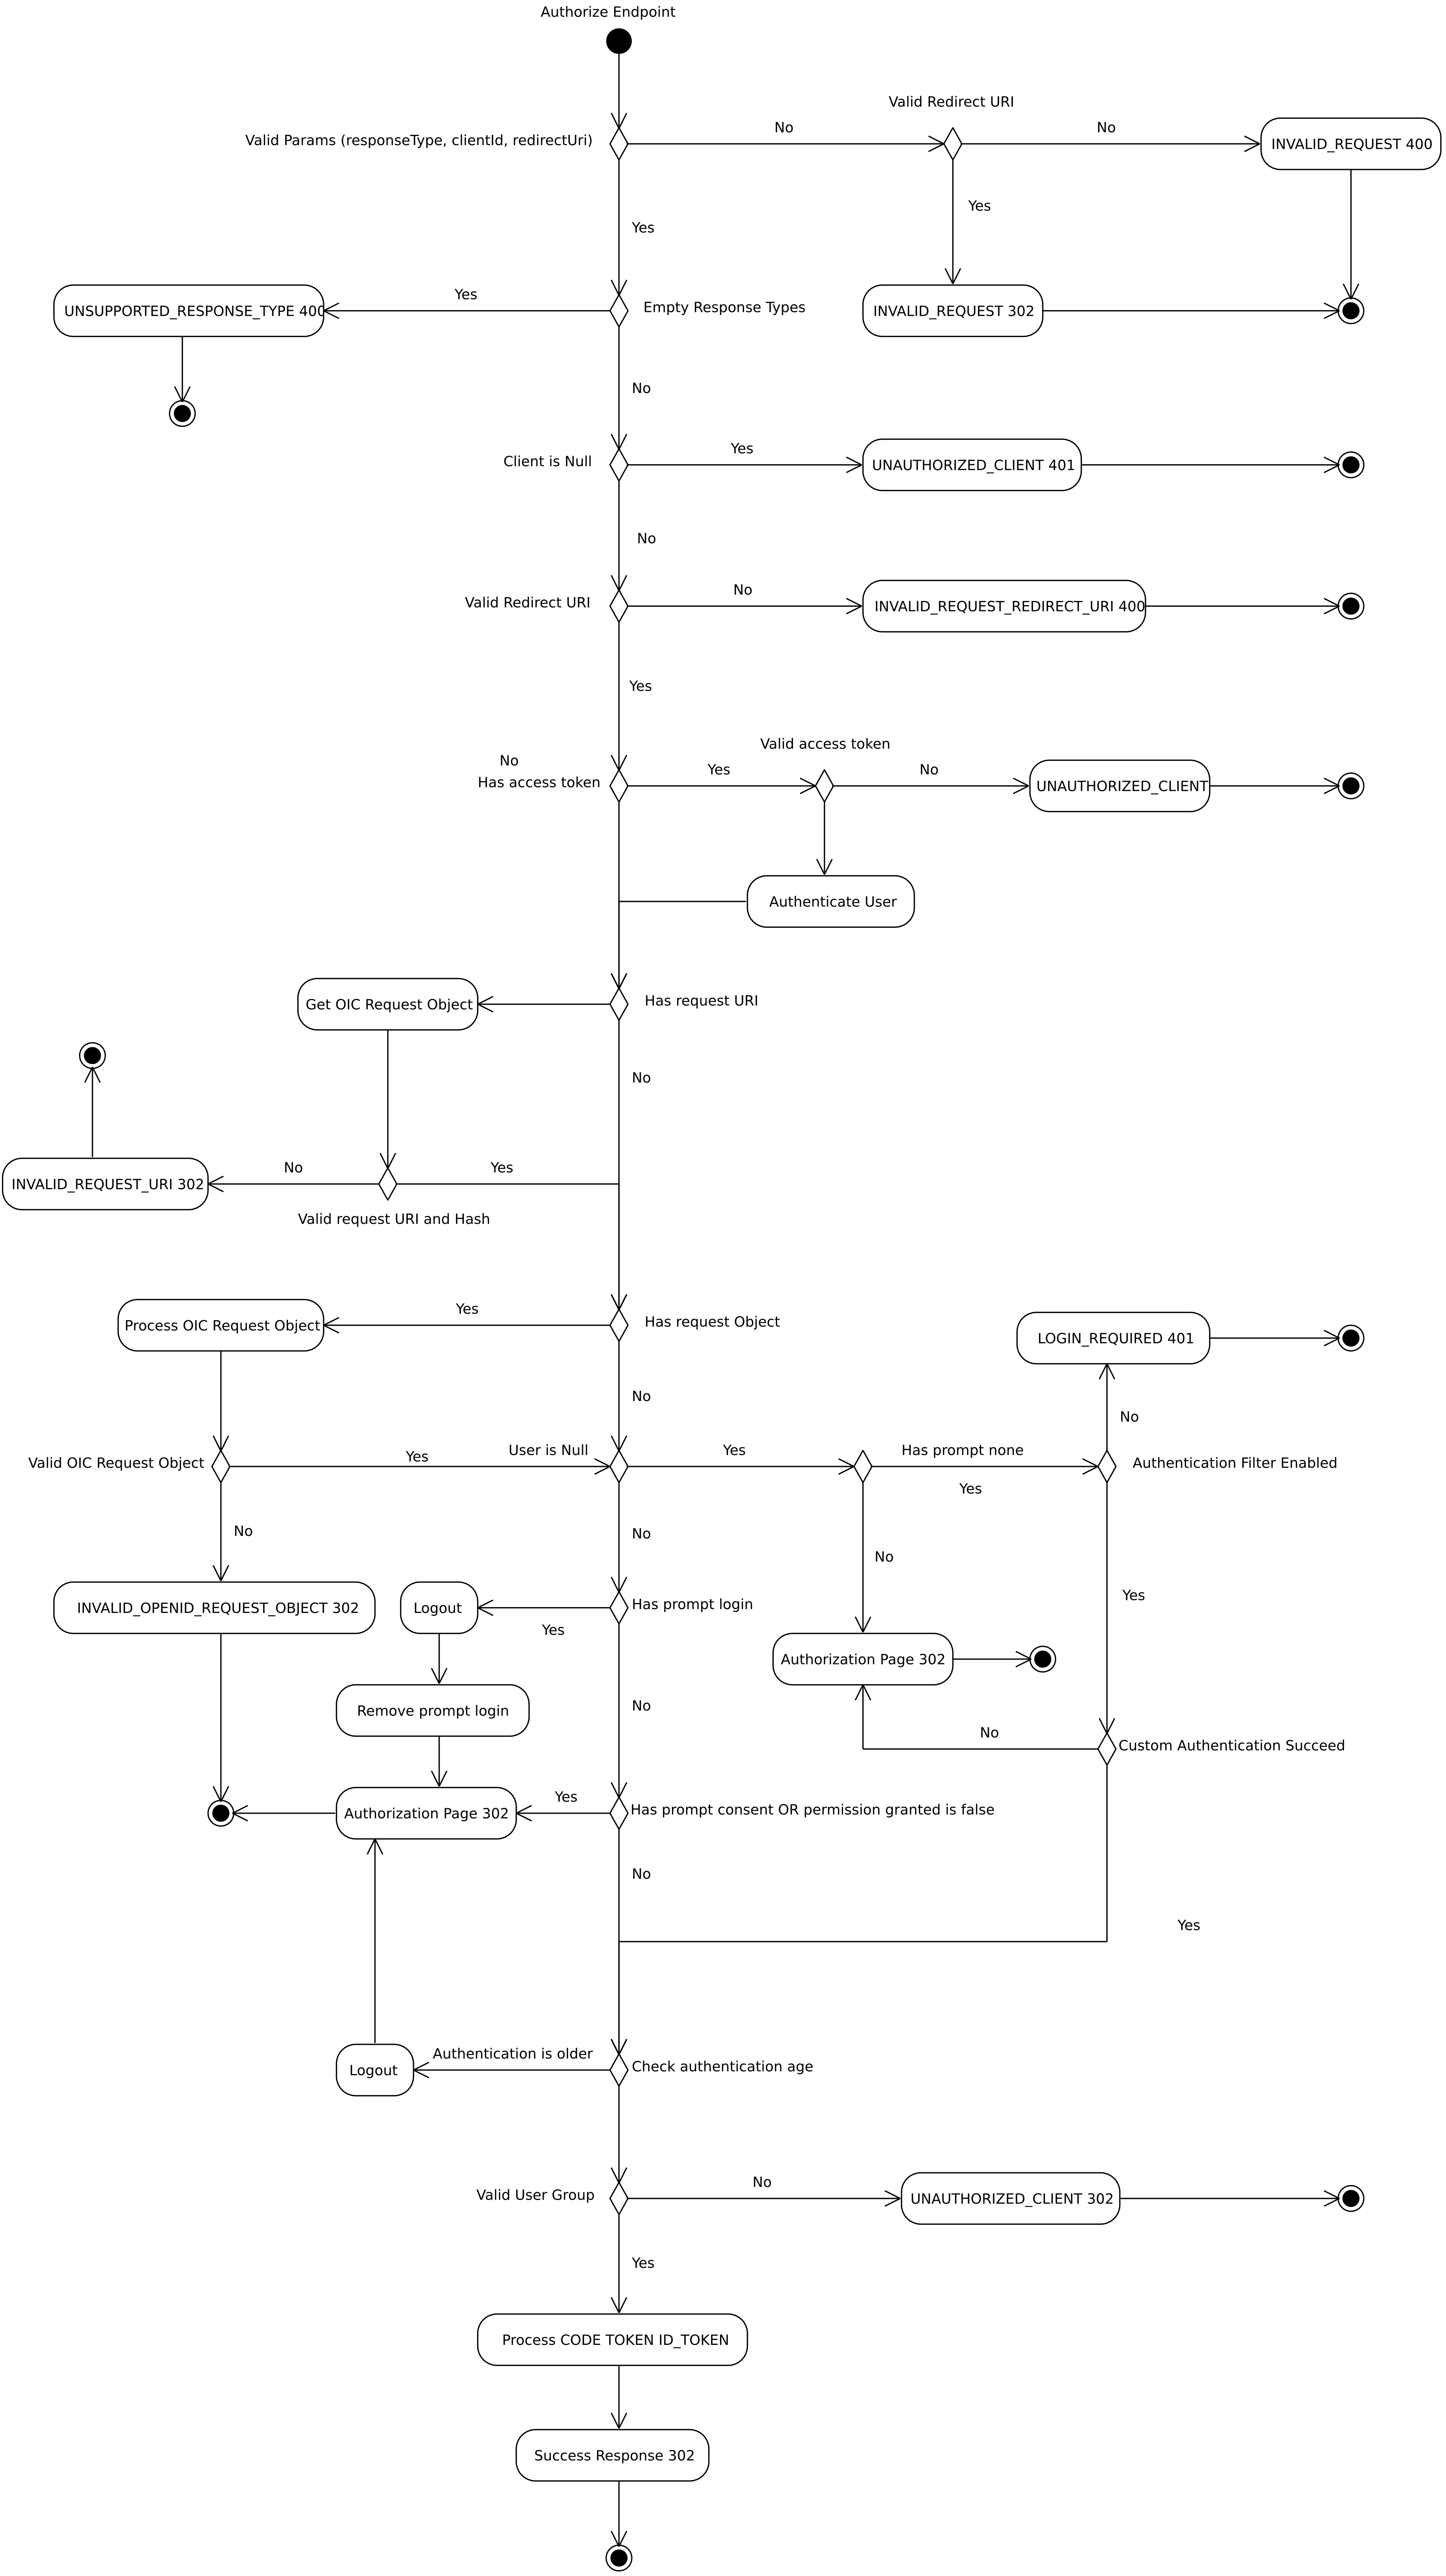 Authorize Endpoint
Valid Redirect URI
No
No
Valid Params (responseType, clientId, redirectUri)
INVALID_REQUEST 400
Yes
Yes
Yes
UNSUPPORTED_RESPONSE_TYPE 400
Empty Response Types
INVALID_REQUEST 302
No
Yes
Client is Null
UNAUTHORIZED_CLIENT 401
No
No
Valid Redirect URI
INVALID_REQUEST_REDIRECT_URI 400
Yes
Valid access token
No
Yes
No
Has access token
UNAUTHORIZED_CLIENT
Authenticate User
Get OIC Request Object
Has request URI
No
No
Yes
INVALID_REQUEST_URI 302
Valid request URI and Hash
Yes
Process OIC Request Object
Has request Object
LOGIN_REQUIRED 401
No
No
User is Null
Yes
Has prompt none
Valid OIC Request Object
Yes
Authentication Filter Enabled
Yes
No
No
No
Yes
INVALID_OPENID_REQUEST_OBJECT 302
Logout
Has prompt login
Yes
Authorization Page 302
Remove prompt login
No
No
Custom Authentication Succeed
Yes
Authorization Page 302
Has prompt consent OR permission granted is false
No
Yes
Authentication is older
Logout
Check authentication age
No
Valid User Group
UNAUTHORIZED_CLIENT 302
Yes
Process CODE TOKEN ID_TOKEN
Success Response 302